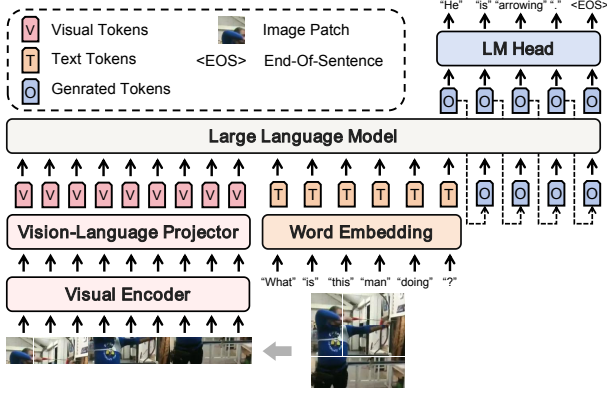 "He" "is" "arrowing" "." <EOS>
V Visual Tokens
Image Patch
T Text Tokens
<EOS> End-Of-Sentence
O Genrated Tokens
LM Head
O O O O O
Large Language Model
V V V V V V V V V
T T T T T T
O O O O
Vision-Language Projector
Word Embedding
"What" "is" "this" "man" "doing" "?"
Visual Encoder